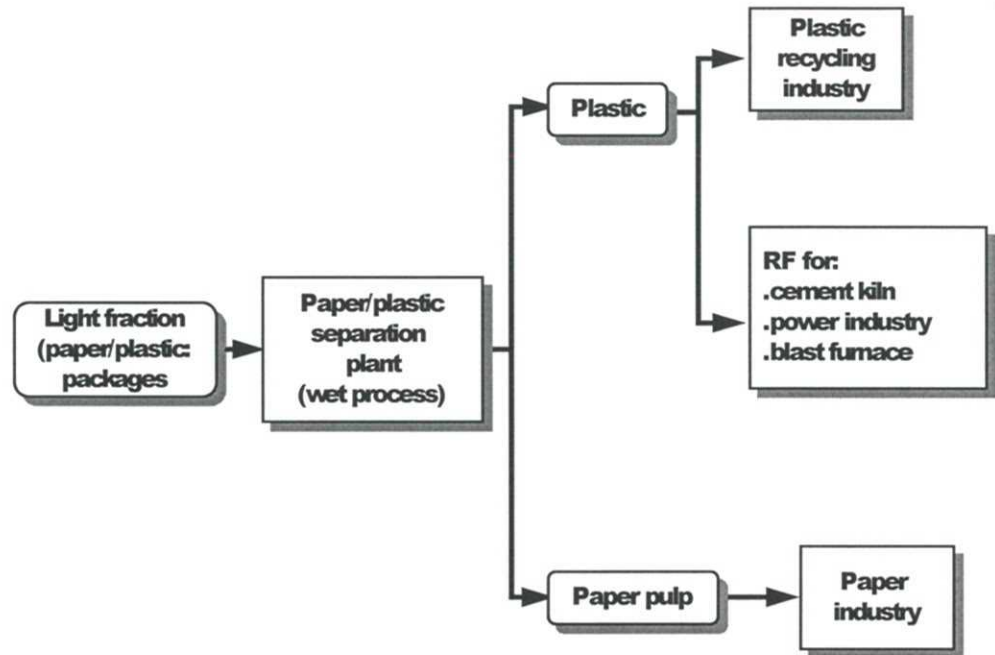 Light fraction
(paper/plastic:
packages
Paper/plastic
separation
plant
(wet process)
Plastic
Plastic
recycling
industry
RF for:
.cement kiln
.power industry
.blast furnace
Paper pulp
Paper
industry